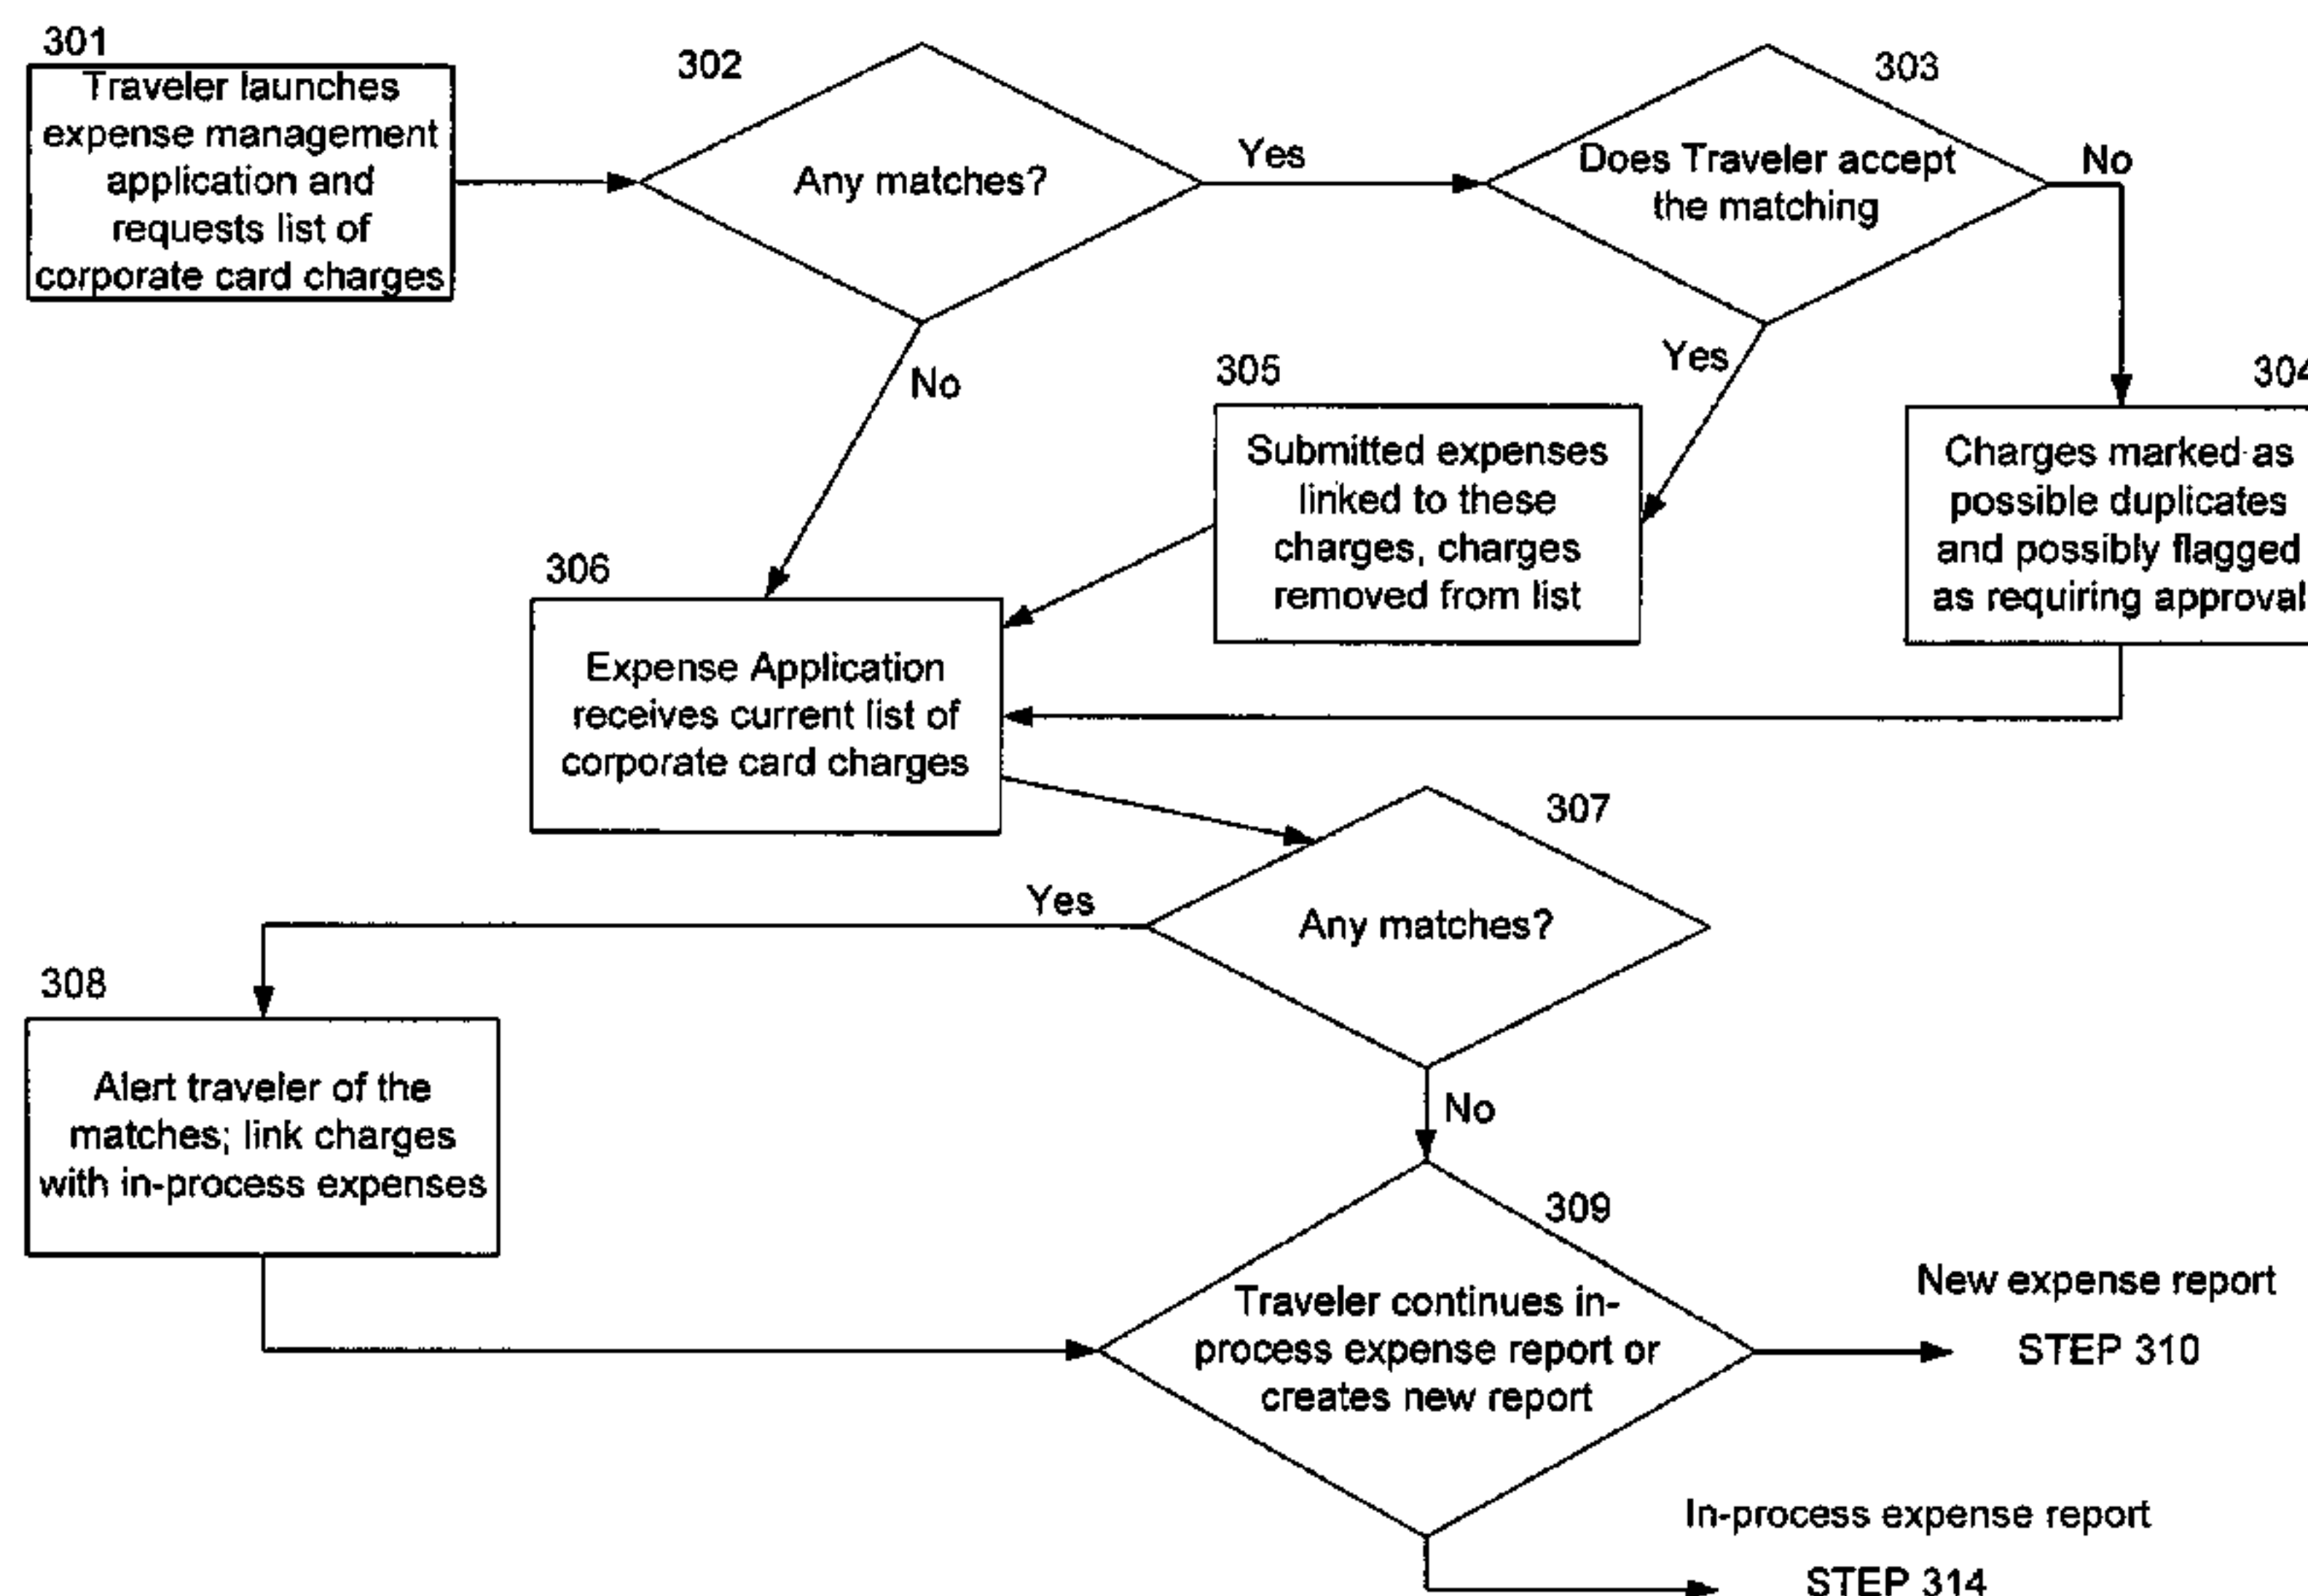 301
Traveler launches
expense management
application and
requests list of
corporate card charges
302
Any matches?
Yes
No
303
Does Traveler accept
the matching
No
Yes
304
Charges marked as
possible duplicates
and possibly flagged
as requiring approval
305
Submitted expenses
linked to these
charges, charges
removed from list
306
Expense Application
receives current list of
corporate card charges
307
Any matches?
Yes
No
308
Alert traveler of the
matches; link charges
with in-process expenses
309
Traveler continues in-
process expense report or
creates new report
New expense report
STEP 310
In-process expense report
STEP 314